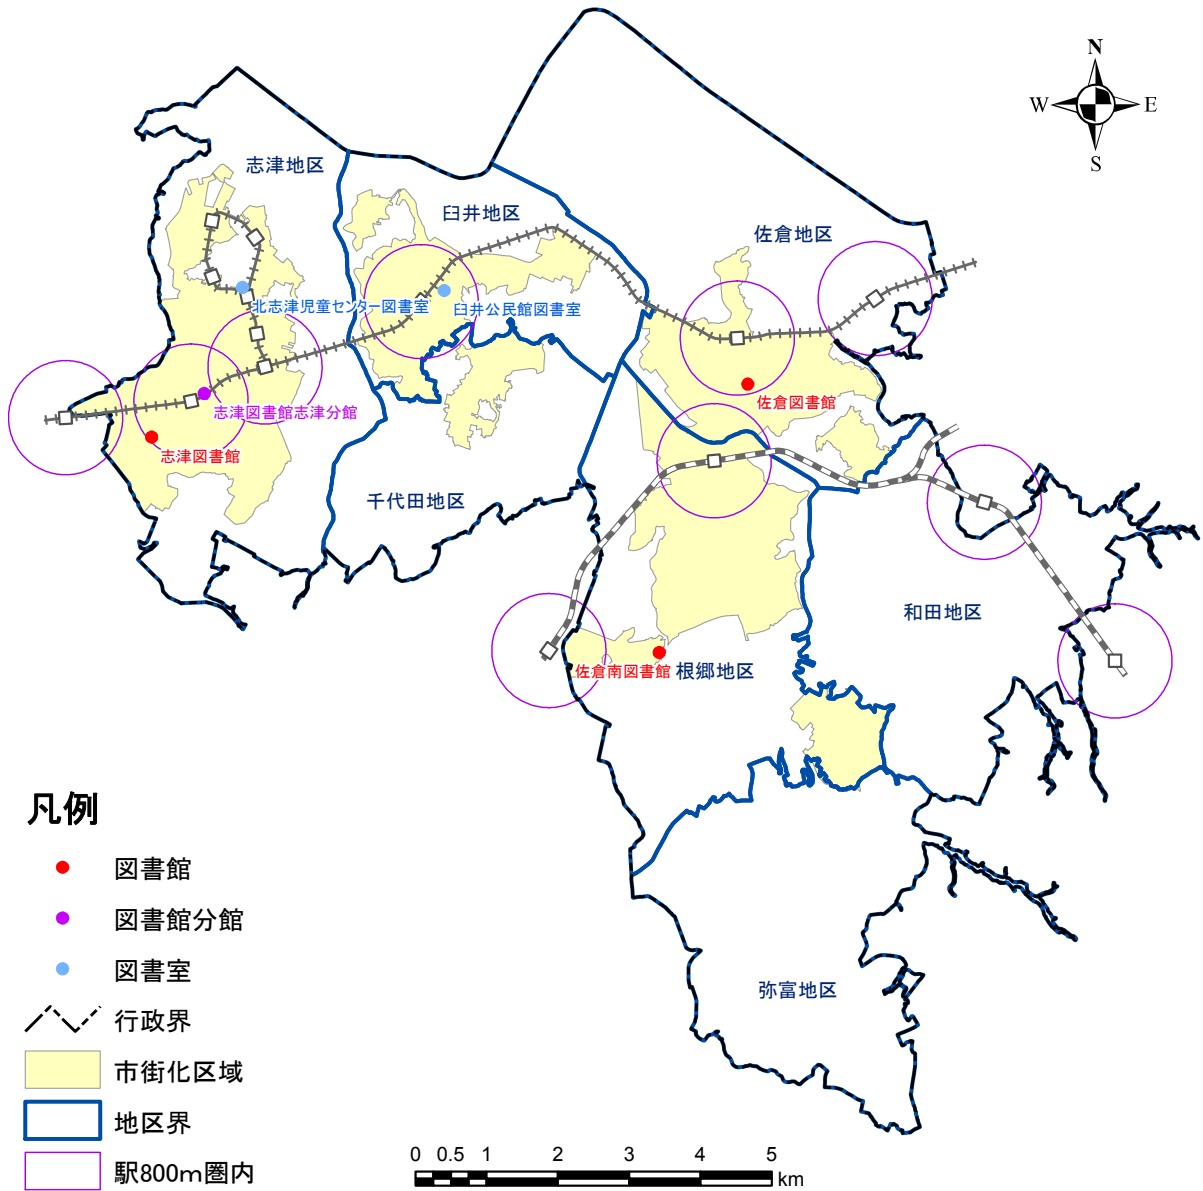 N
W
E
S
志津地区
臼井地区
佐倉地区
北志津児童センター図書室
臼井公民館図書室
志津図書館志津分館
佐倉図書館
志津図書館
千代田地区
和田地区
佐倉南図書館
根郷地区
弥富地区
凡例
図書館
図書館分館
図書室
行政界
市街化区域
地区界
駅800m圏内
0 0.5 1 2 3 4 5
km